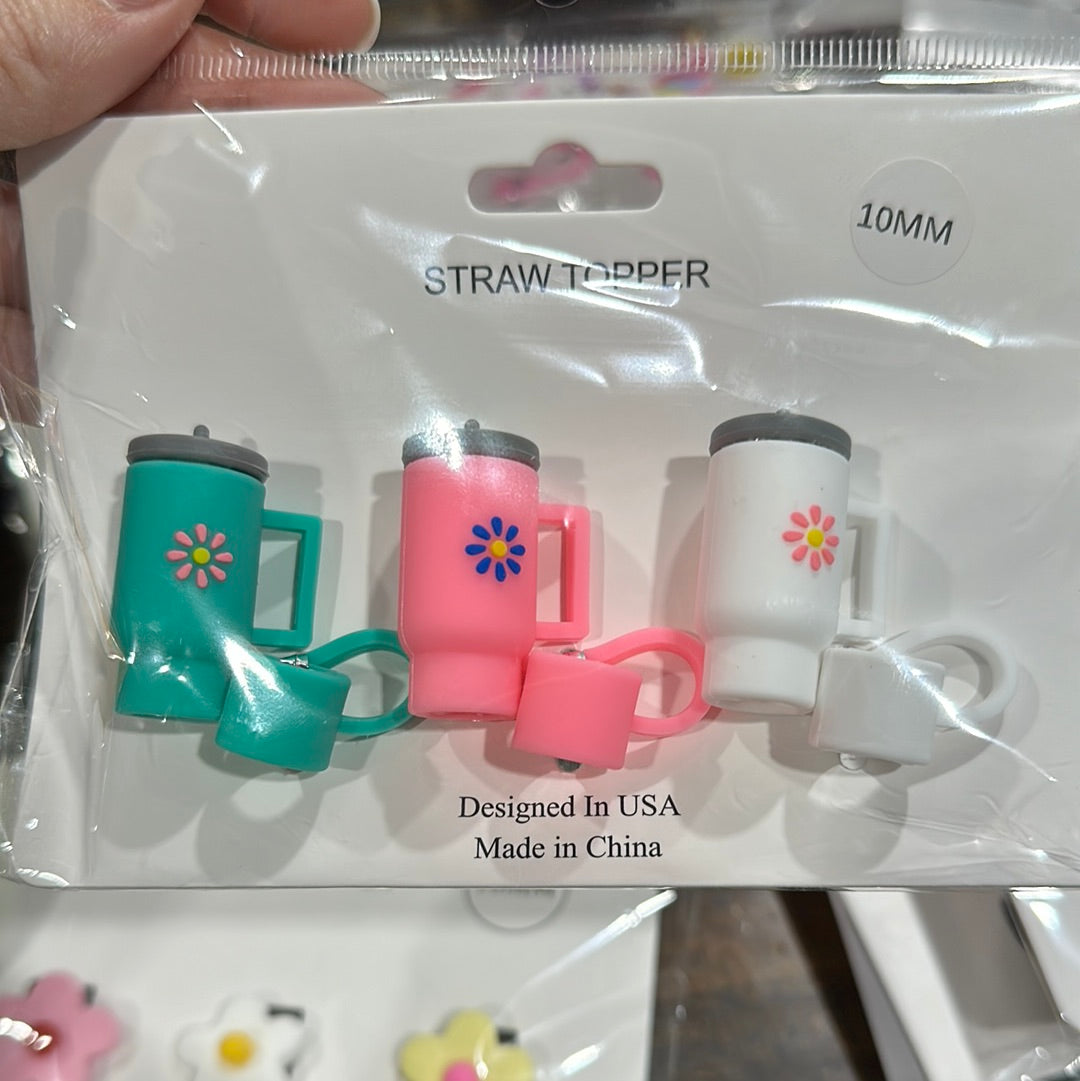 10MM
STRAW TOPPER
Designed In USA
Made in China